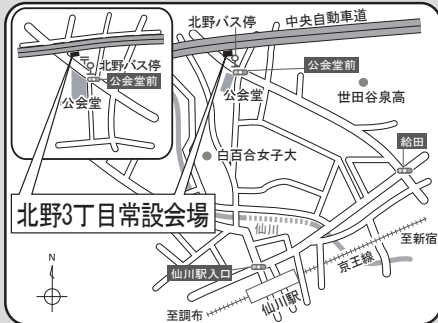 北野バス停
公会堂前
公会堂
北野バス停
中央自動車道
公会堂前
公会堂
世田谷泉高
給田
白百合女子大
北野3丁目常設会場
仙川
至新宿
京王線
仙川駅入口
仙川駅
至調布
N